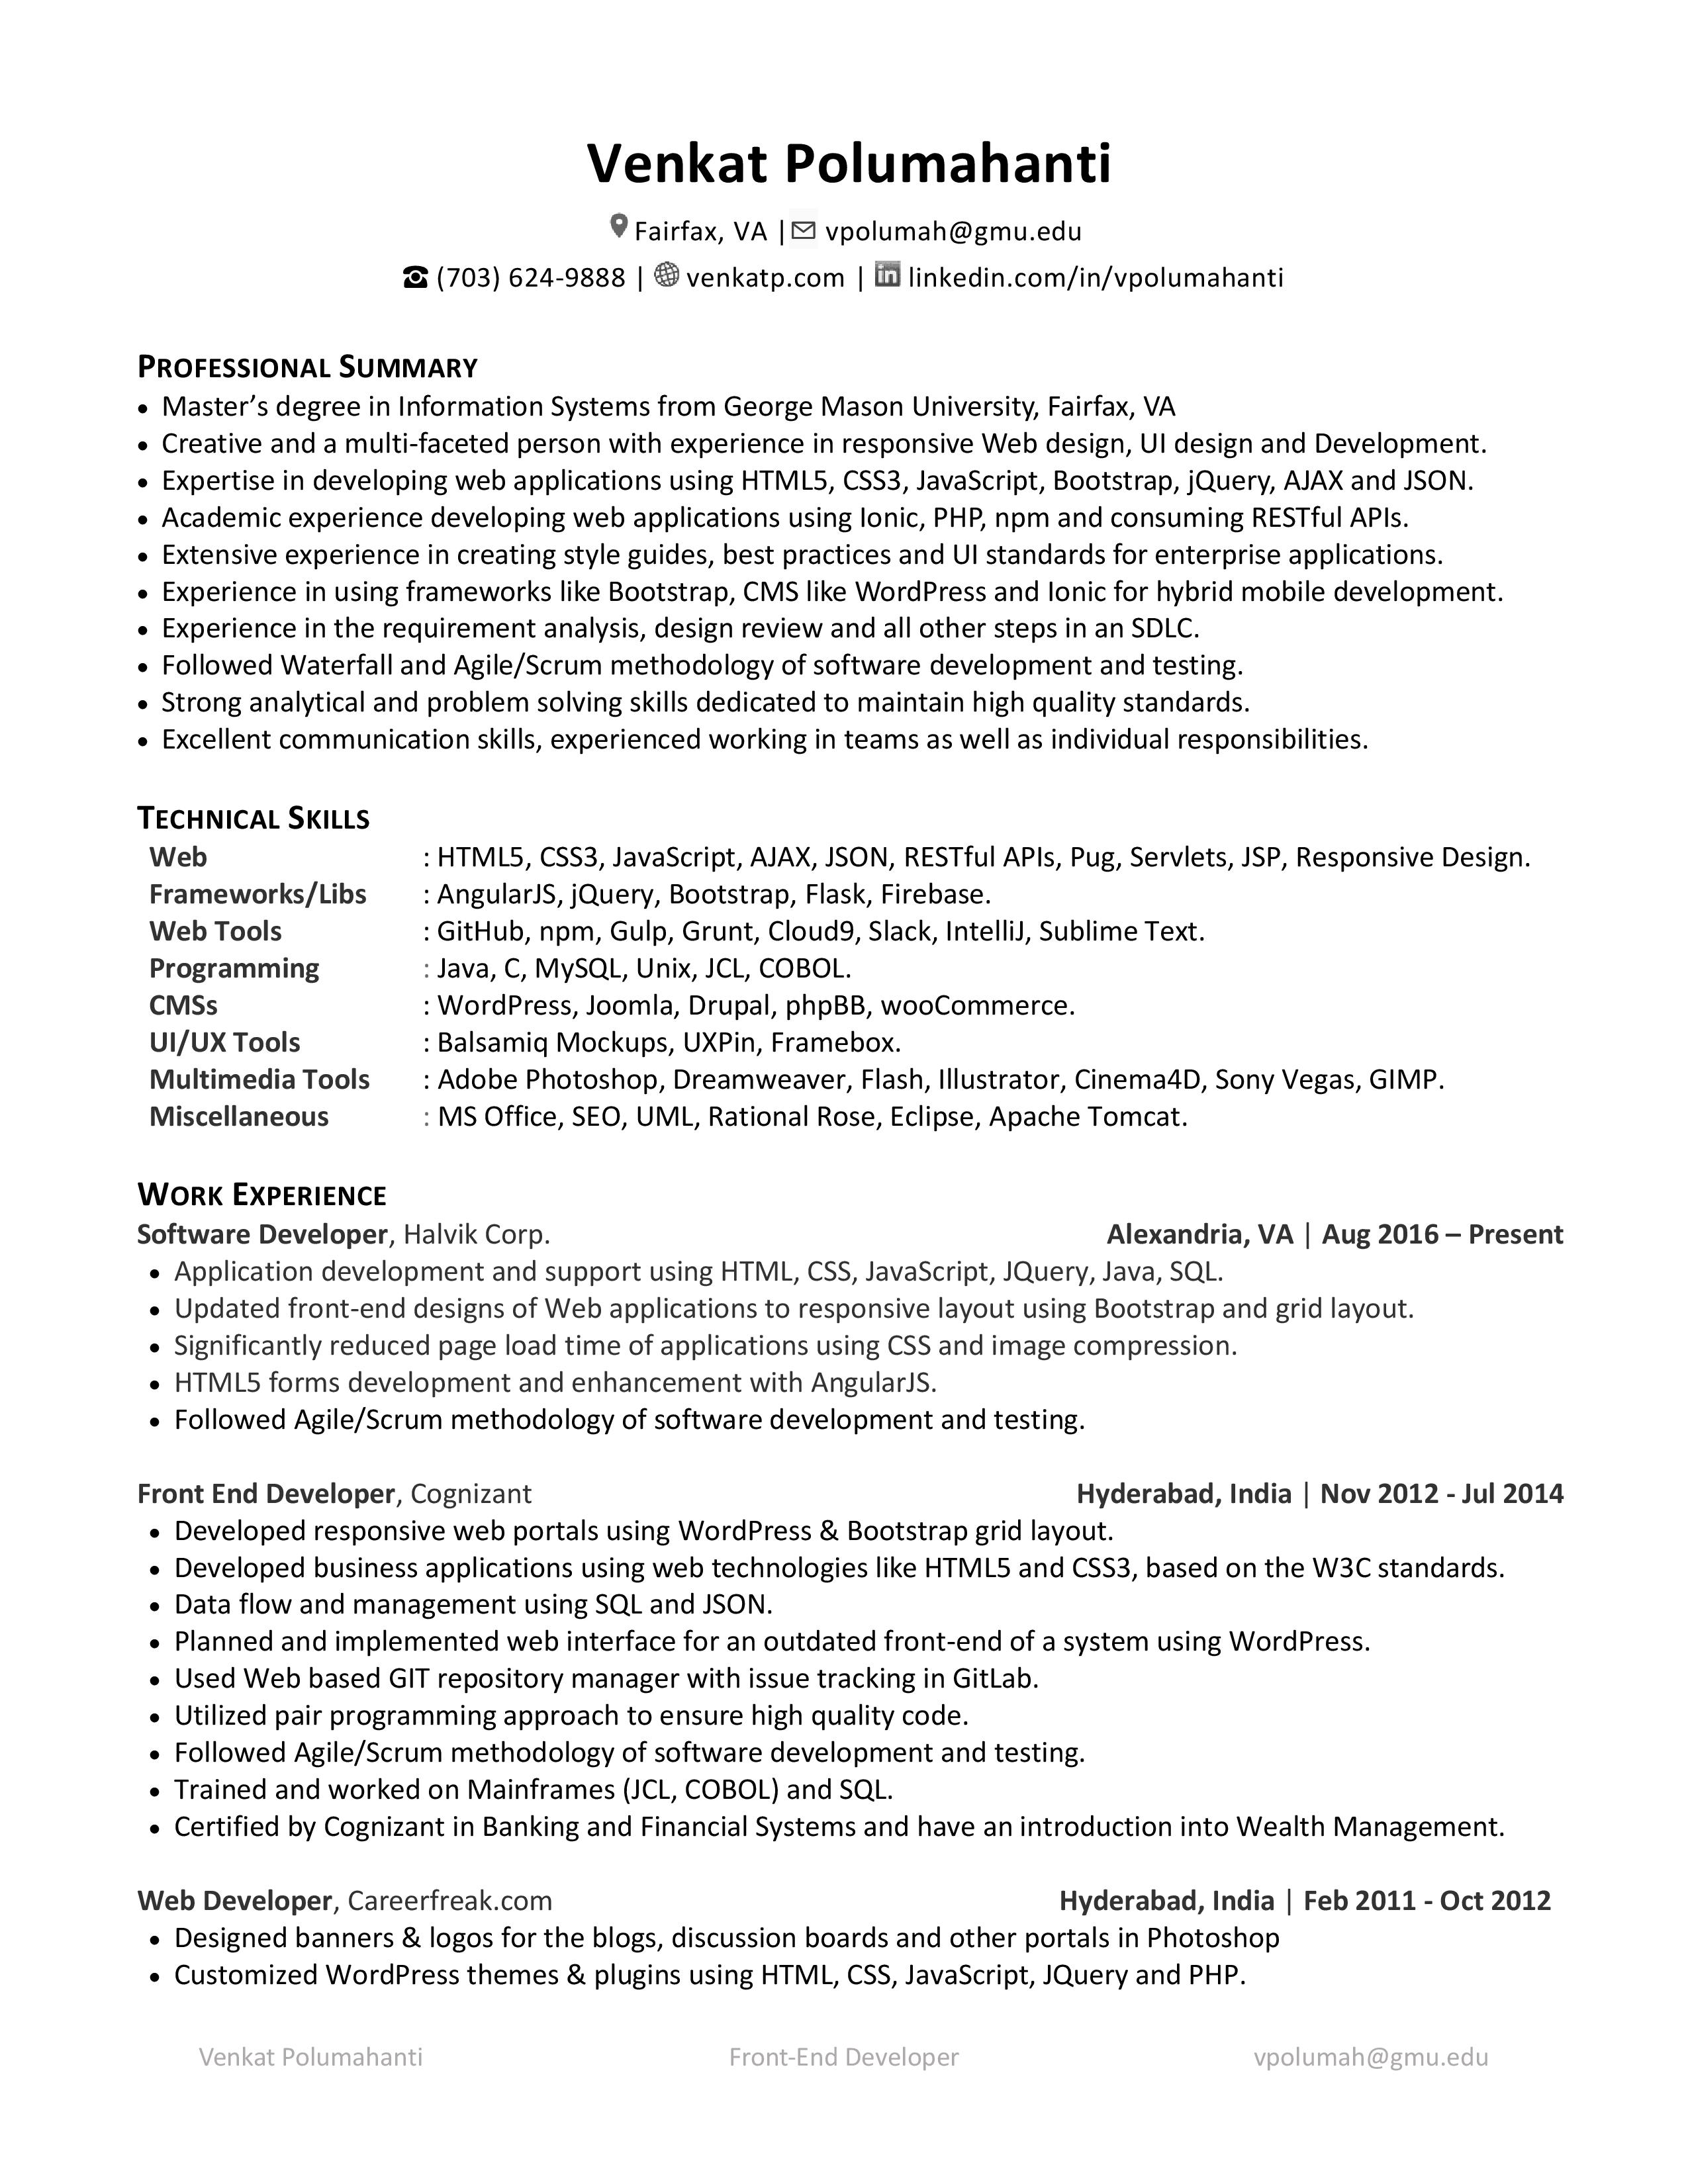 Venkat Polumahanti
Fairfax, VA | vpolumah@gmu.edu
(703) 624-9888 | venkatp.com | linkedin.com/in/vpolumahanti
PROFESSIONAL SUMMARY
• Master’s degree in Information Systems from George Mason University, Fairfax, VA
• Creative and a multi-faceted person with experience in responsive Web design, UI design and Development.
• Expertise in developing web applications using HTML5, CSS3, JavaScript, Bootstrap, jQuery, AJAX and JSON.
• Academic experience developing web applications using Ionic, PHP, npm and consuming RESTful APIs.
• Extensive experience in creating style guides, best practices and UI standards for enterprise applications.
• Experience in using frameworks like Bootstrap, CMS like WordPress and Ionic for hybrid mobile development.
• Experience in the requirement analysis, design review and all other steps in an SDLC.
• Followed Waterfall and Agile/Scrum methodology of software development and testing.
• Strong analytical and problem solving skills dedicated to maintain high quality standards.
• Excellent communication skills, experienced working in teams as well as individual responsibilities.
TECHNICAL SKILLS
Web : HTML5, CSS3, JavaScript, AJAX, JSON, RESTful APIs, Pug, Servlets, JSP, Responsive Design.
Frameworks/Libs : AngularJS, jQuery, Bootstrap, Flask, Firebase.
Web Tools : GitHub, npm, Gulp, Grunt, Cloud9, Slack, IntelliJ, Sublime Text.
Programming : Java, C, MySQL, Unix, JCL, COBOL.
CMSs : WordPress, Joomla, Drupal, phpBB, wooCommerce.
UI/UX Tools : Balsamiq Mockups, UXPin, Framebox.
Multimedia Tools : Adobe Photoshop, Dreamweaver, Flash, Illustrator, Cinema4D, Sony Vegas, GIMP.
Miscellaneous : MS Office, SEO, UML, Rational Rose, Eclipse, Apache Tomcat.
WORK EXPERIENCE
Software Developer, Halvik Corp. Alexandria, VA | Aug 2016 – Present
• Application development and support using HTML, CSS, JavaScript, JQuery, Java, SQL.
• Updated front-end designs of Web applications to responsive layout using Bootstrap and grid layout.
• Significantly reduced page load time of applications using CSS and image compression.
• HTML5 forms development and enhancement with AngularJS.
• Followed Agile/Scrum methodology of software development and testing.
Front End Developer, Cognizant Hyderabad, India | Nov 2012 - Jul 2014
• Developed responsive web portals using WordPress & Bootstrap grid layout.
• Developed business applications using web technologies like HTML5 and CSS3, based on the W3C standards.
• Data flow and management using SQL and JSON.
• Planned and implemented web interface for an outdated front-end of a system using WordPress.
• Used Web based GIT repository manager with issue tracking in GitLab.
• Utilized pair programming approach to ensure high quality code.
• Followed Agile/Scrum methodology of software development and testing.
• Trained and worked on Mainframes (JCL, COBOL) and SQL.
• Certified by Cognizant in Banking and Financial Systems and have an introduction into Wealth Management.
Web Developer, Careerfreak.com Hyderabad, India | Feb 2011 - Oct 2012
• Designed banners & logos for the blogs, discussion boards and other portals in Photoshop
• Customized WordPress themes & plugins using HTML, CSS, JavaScript, JQuery and PHP.
Venkat Polumahanti Front-End Developer vpolumah@gmu.edu